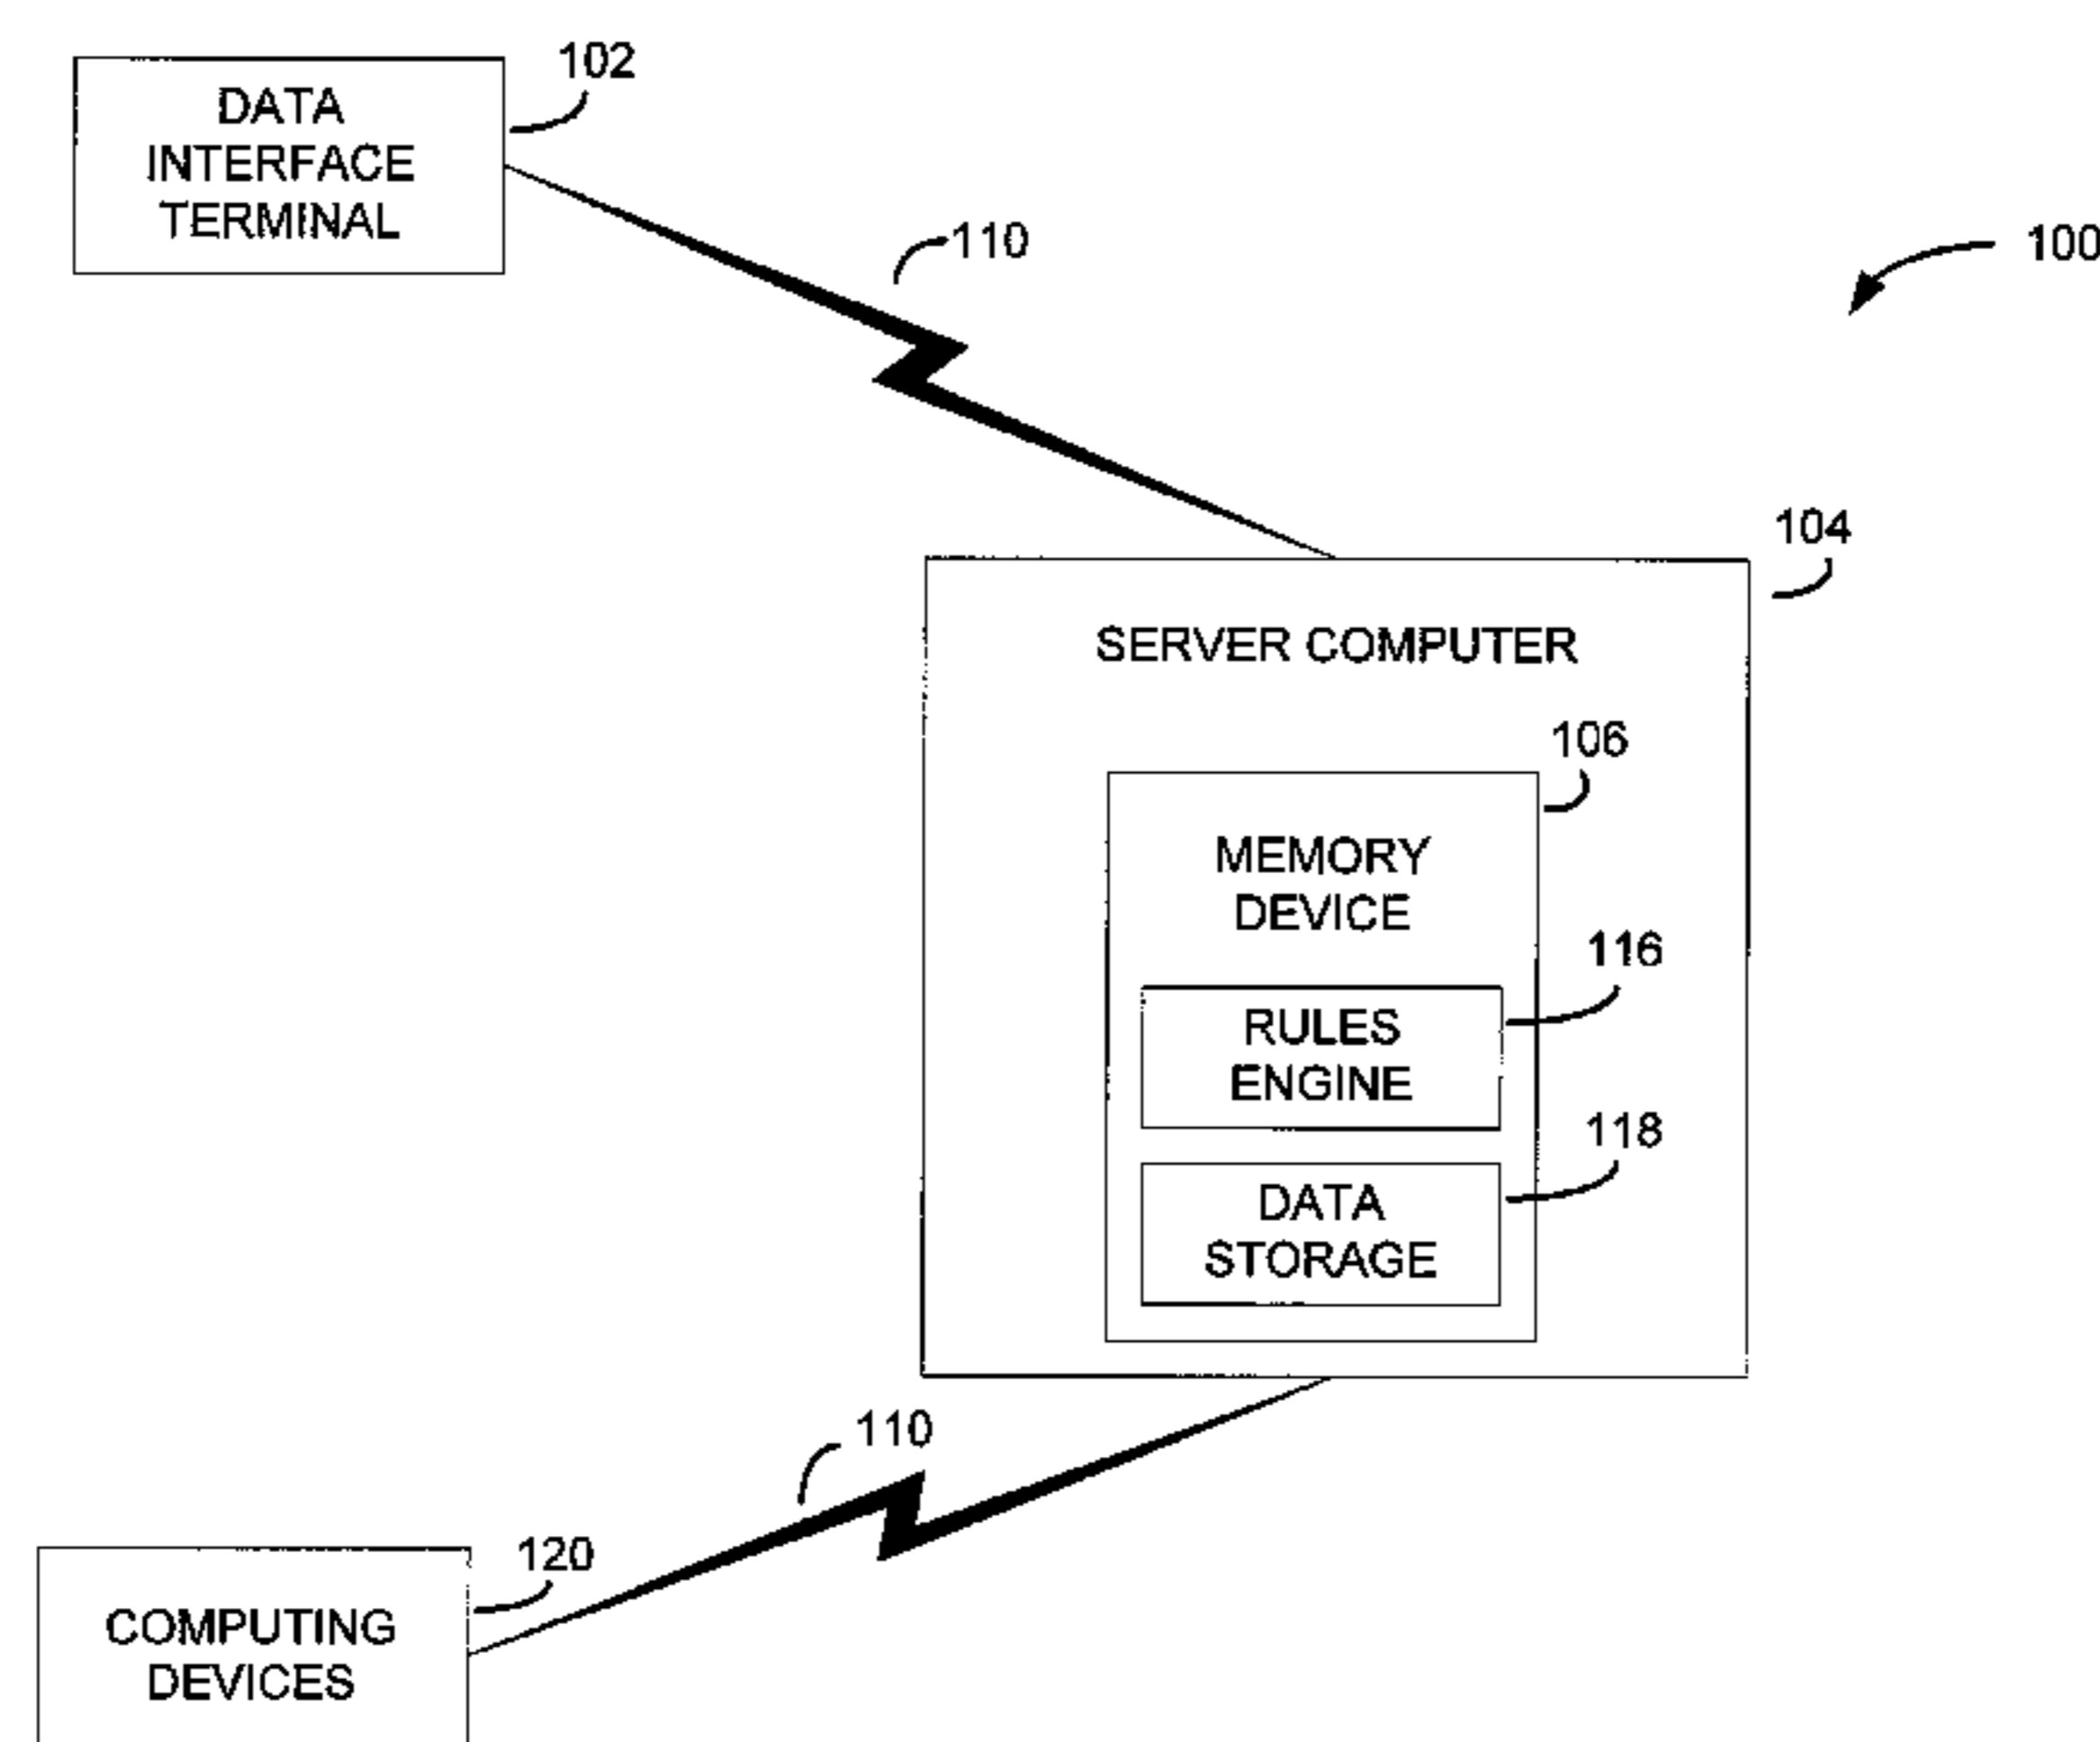 102
DATA
INTERFACE
TERMINAL
110
100
104
SERVER COMPUTER
106
MEMORY
DEVICE
116
RULES
ENGINE
118
DATA
STORAGE
110
120
COMPUTING
DEVICES